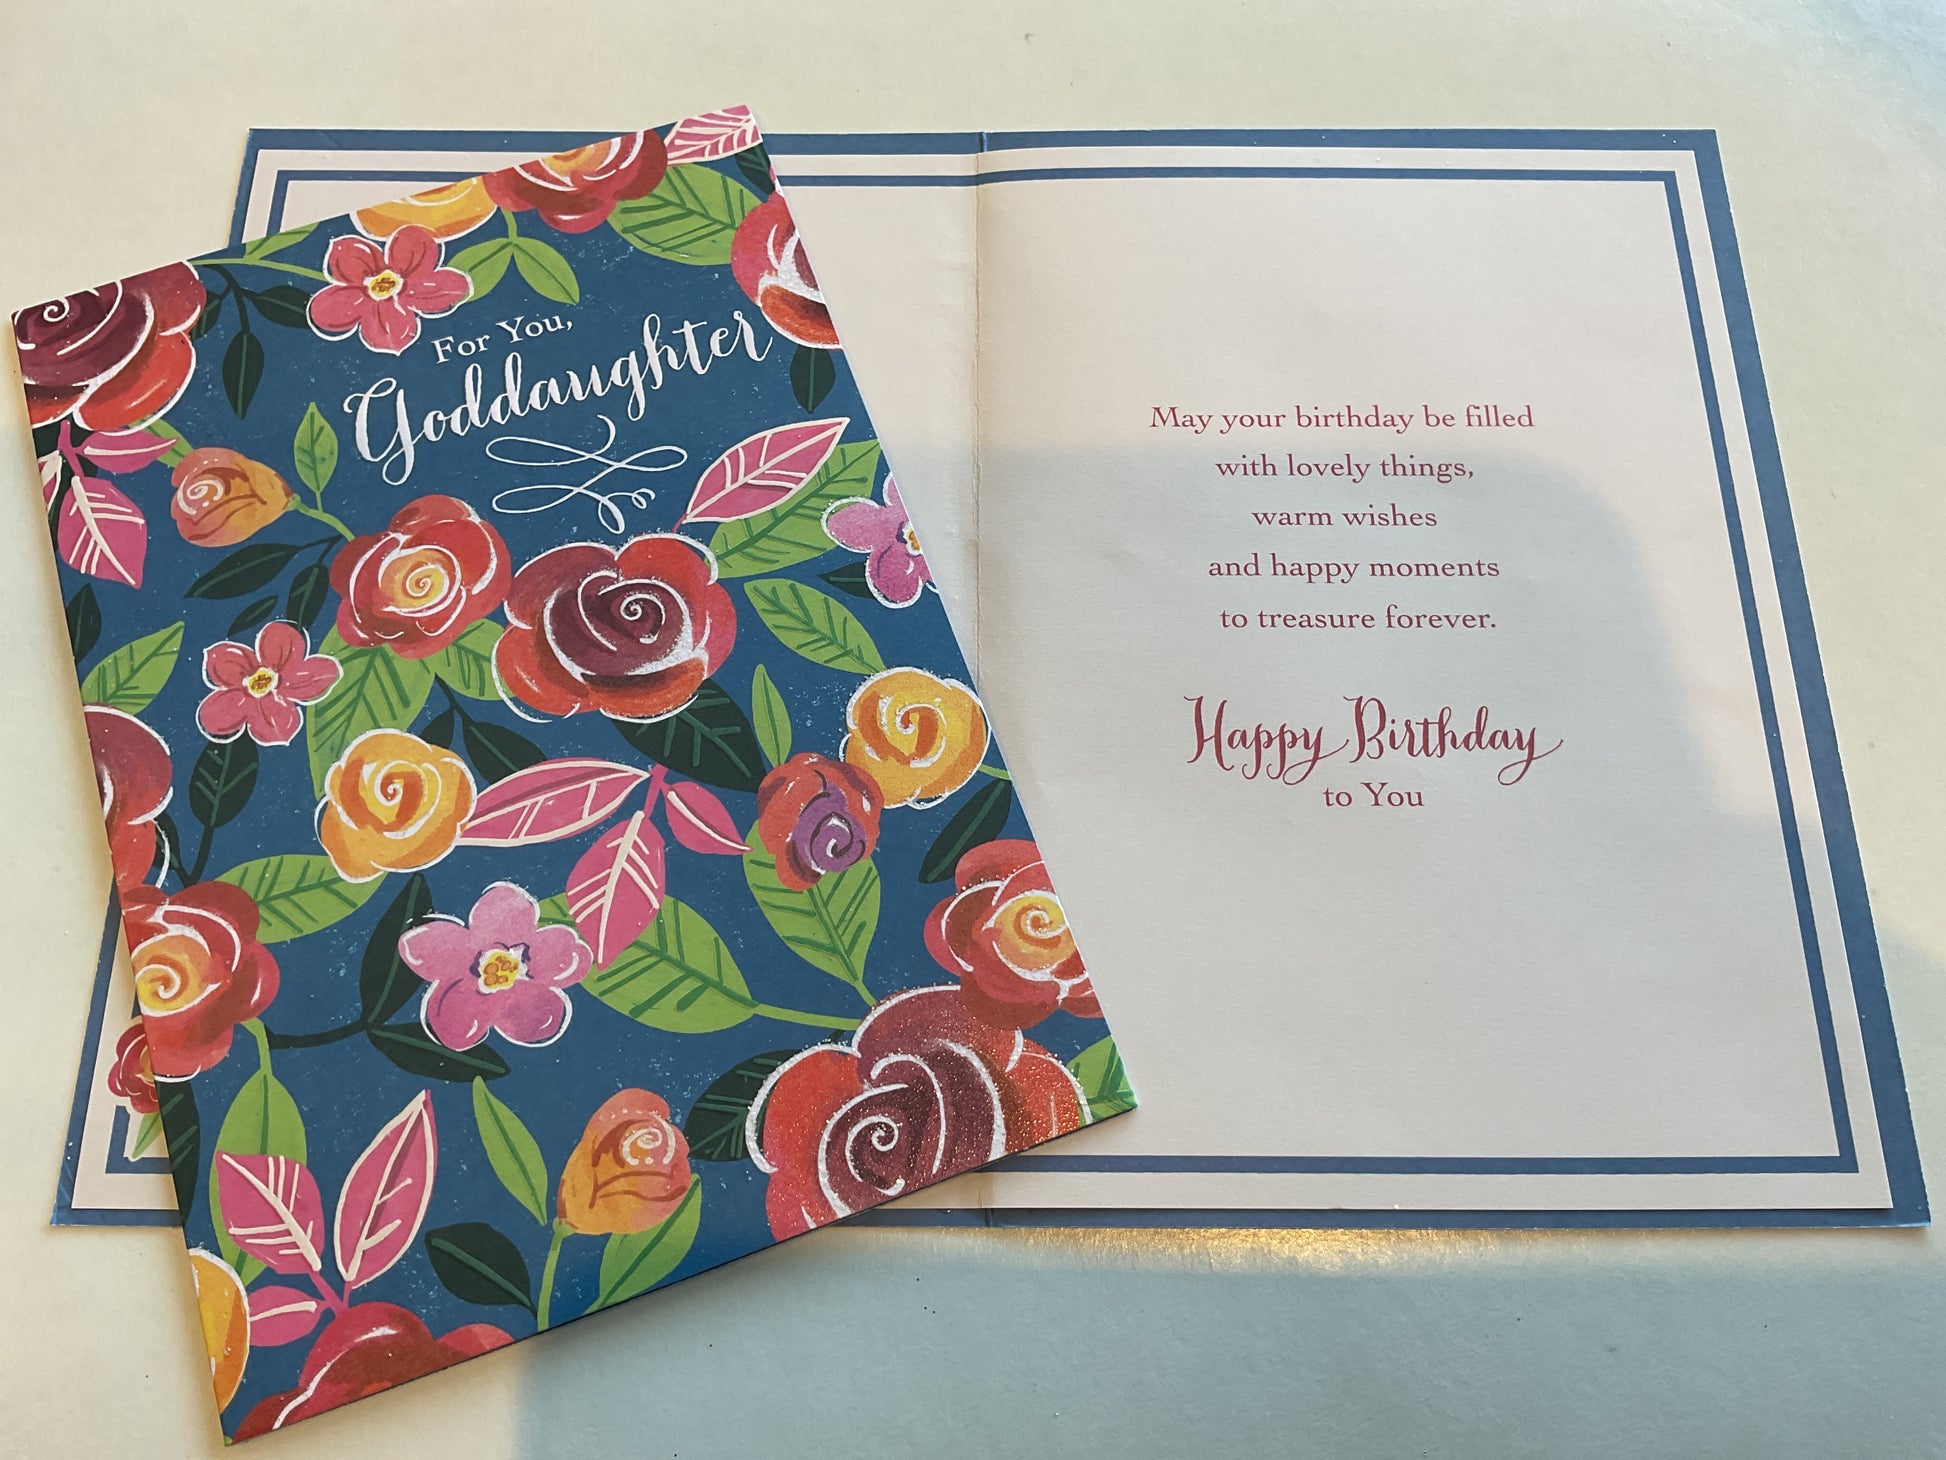 For You,
Goddaughter
May your birthday be filled
with lovely things,
warm wishes
and happy moments
to treasure forever.
Happy Birthday
to You